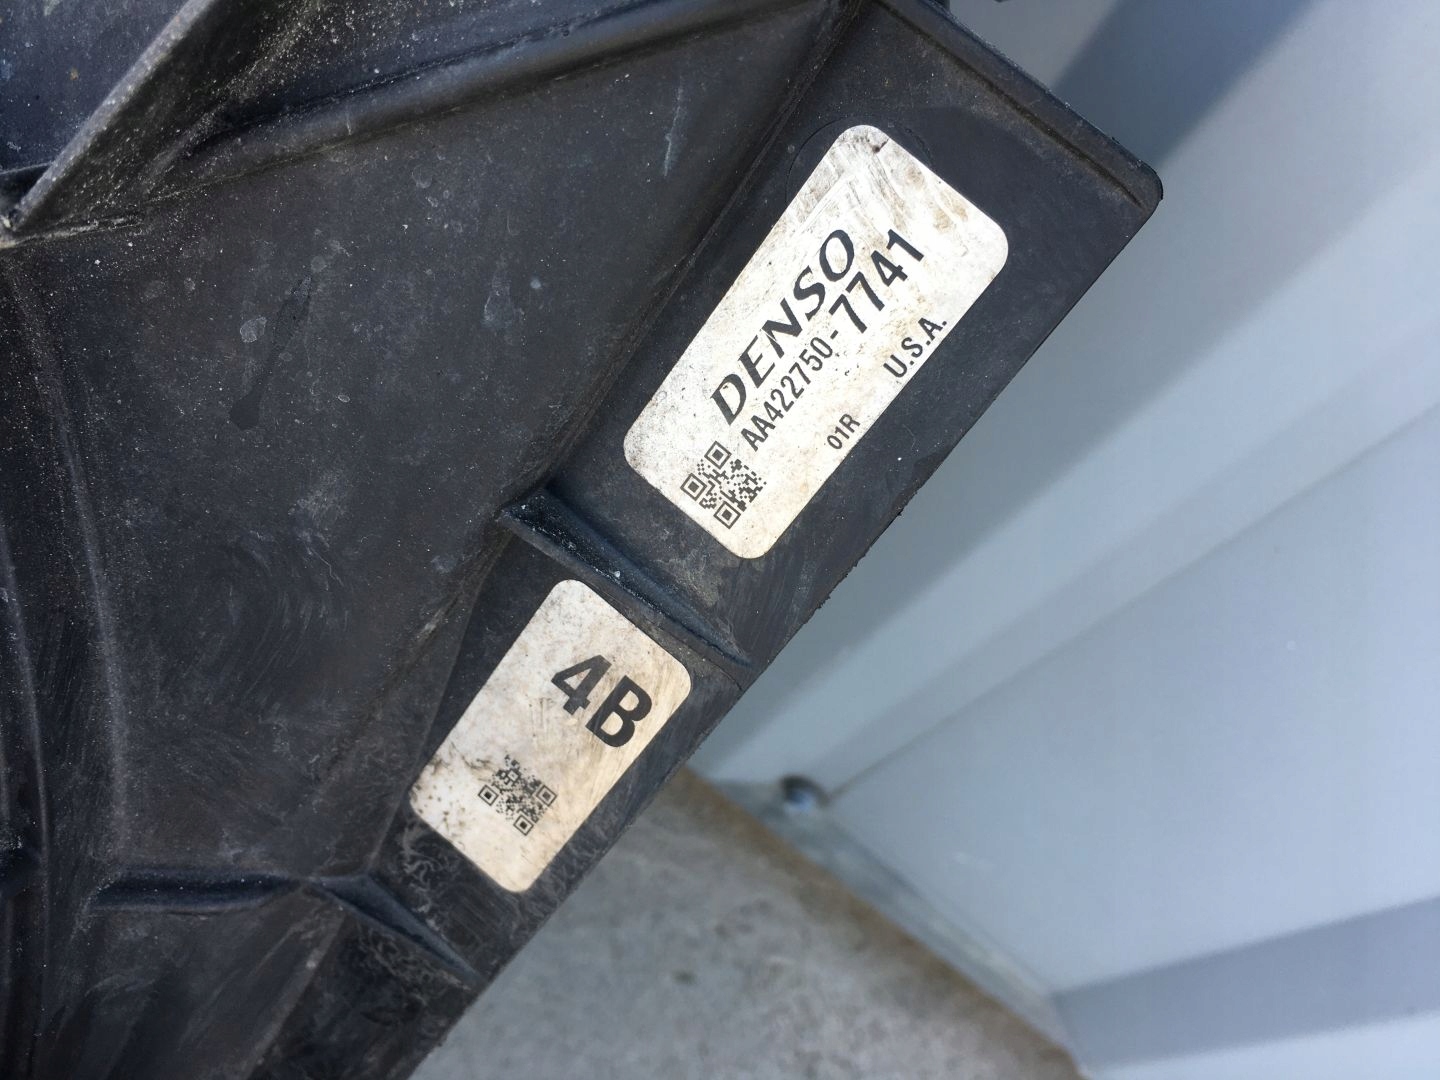 DENSO
AA422750-7741
01R U.S.A.
4B